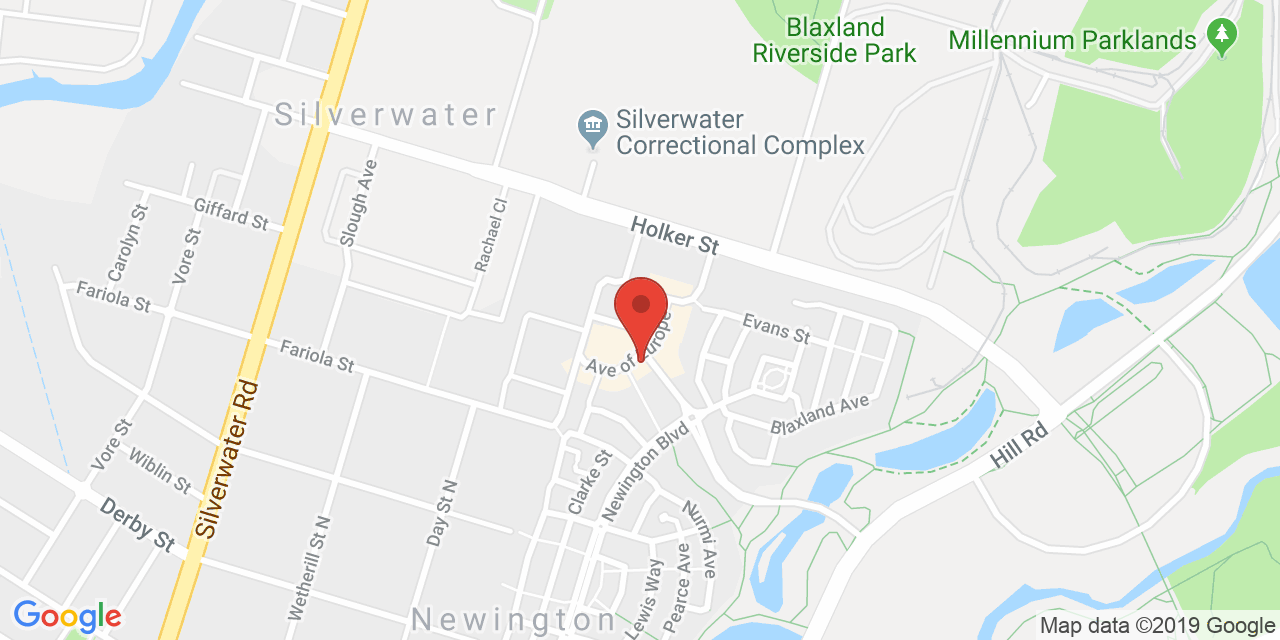 Blaxland
Riverside Park
Millennium Parklands
Silverwater
Silverwater
Correctional Complex
Slough Ave
Giffard St
Carolyn St
Vore St
Rachael Cl
Holker St
Fariola St
Fariola St
Evans St
Ave of Europe
Silverwater Rd
Blaxland Ave
Hill Rd
Vore St
Wiblin St
Newington Blvd
Clarke St
Derby St
Day St N
Wetherill St N
Nurmi Ave
Pearce Ave
Lewis Way
Newington
Google
Map data ©2019 Google